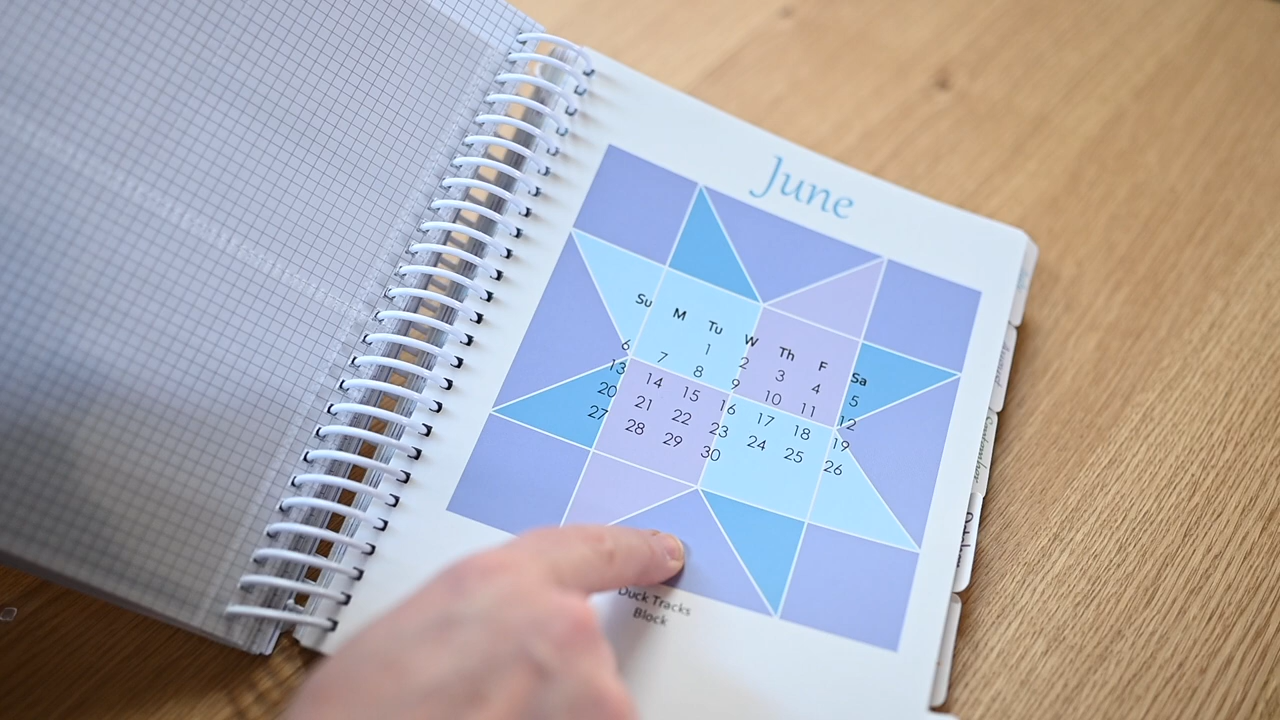 June
Su M Tu W Th F Sa
1 2 3 4 5
6 7 8 9 10 11 12
13 14 15 16 17 18 19
20 21 22 23 24 25 26
27 28 29 30
Duck Tracks
Block